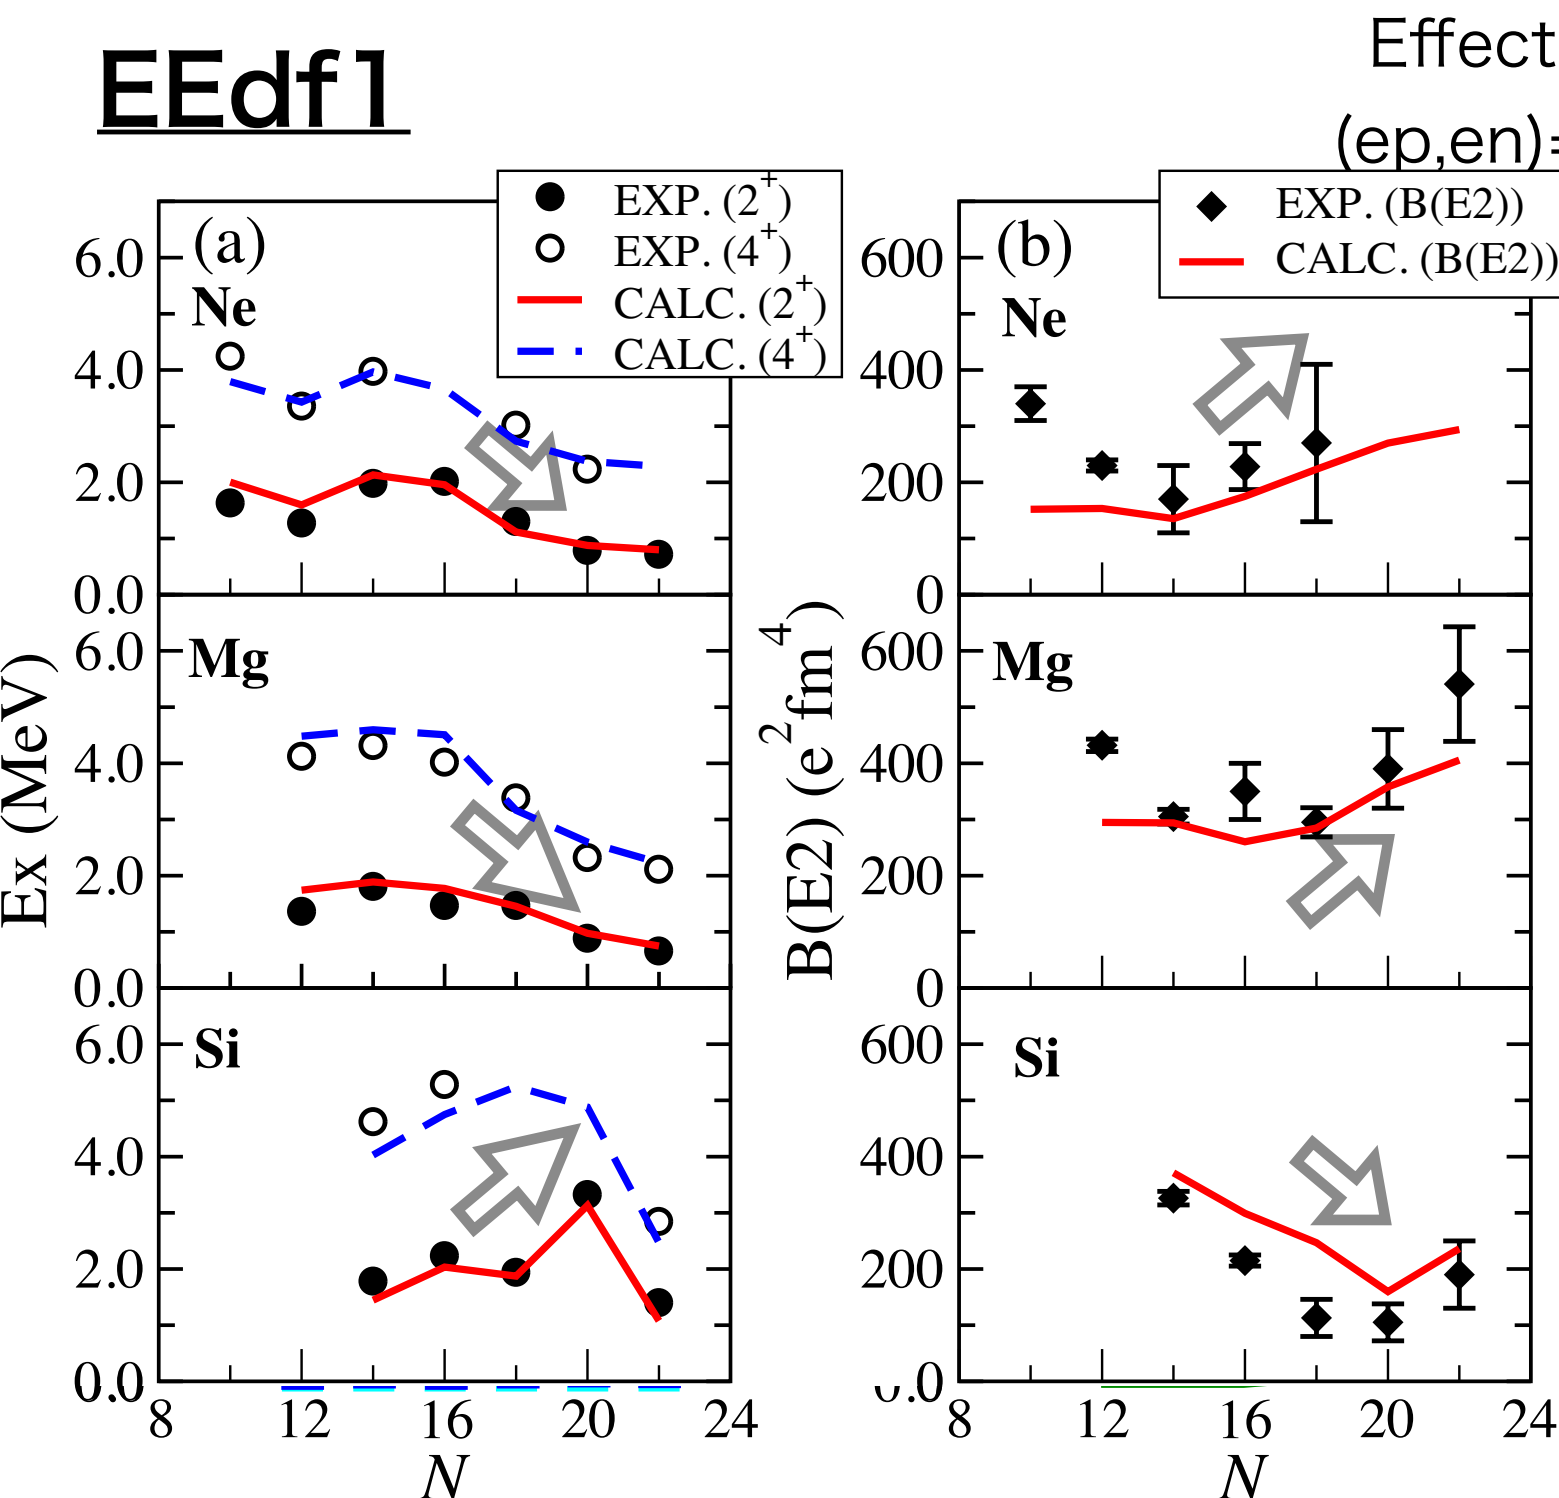 EEdf1
Effect
(ep,en)=
EXP. (2+)
EXP. (4+)
CALC. (2+)
CALC. (4+)
EXP. (B(E2))
CALC. (B(E2))
(a)
Ne
6.0
4.0
2.0
0.0
Mg
6.0
4.0
2.0
0.0
Si
6.0
4.0
2.0
0.0
8 12 16 20 24
N
Ex (MeV)
(b)
Ne
600
400
200
0
Mg
600
400
200
0
Si
600
400
200
0
8 12 16 20 24
N
B(E2) (e2fm4)